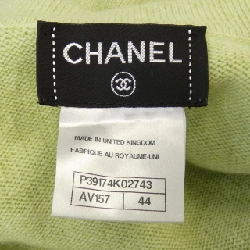 CHANEL
MADE IN UNITED KINGDOM
FABRIQUE AU ROYAUME-UNI
P39174K02743
AV157 44